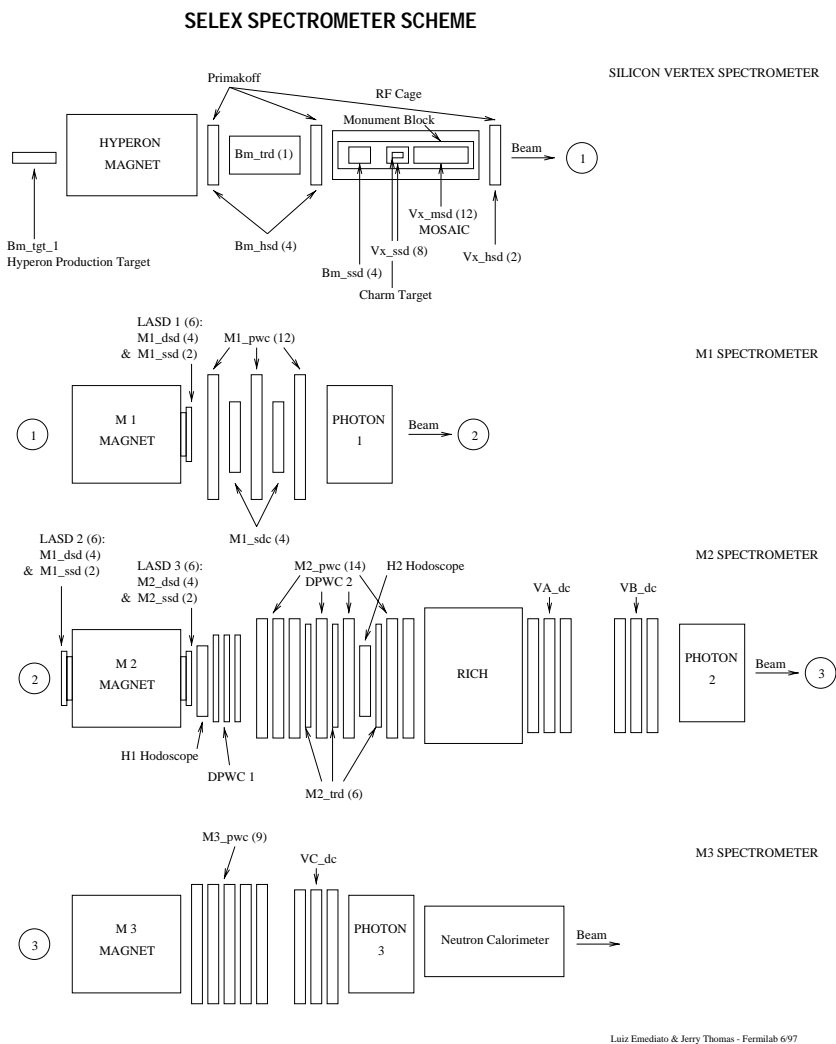 SELEX SPECTROMETER SCHEME
SILICON VERTEX SPECTROMETER
Primakoff
RF Cage
Monument Block
HYPERON
MAGNET
Bm_trd (1)
Beam
1
Bm_tgt_1
Hyperon Production Target
Bm_hsd (4)
Bm_ssd (4)
Vx_ssd (8)
Charm Target
Vx_msd (12)
MOSAIC
Vx_hsd (2)
M1 SPECTROMETER
LASD 1 (6):
M1_dsd (4)
& M1_ssd (2)
M1_pwc (12)
1
M 1
MAGNET
PHOTON
1
Beam
2
M1_sdc (4)
M2 SPECTROMETER
LASD 2 (6):
M1_dsd (4)
& M1_ssd (2)
LASD 3 (6):
M2_dsd (4)
& M2_ssd (2)
M2_pwc (14)
DPWC 2
H2 Hodoscope
VA_dc
VB_dc
2
M 2
MAGNET
RICH
PHOTON
2
Beam
3
H1 Hodoscope
DPWC 1
M2_trd (6)
M3 SPECTROMETER
M3_pwc (9)
VC_dc
3
M 3
MAGNET
PHOTON
3
Neutron Calorimeter
Beam
Luiz Emediato & Jerry Thomas - Fermilab 6/97